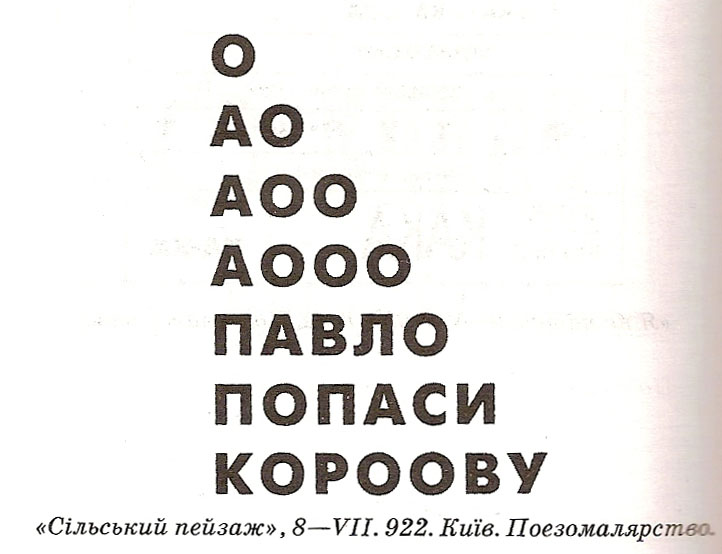 О
АО
АОО
АООО
ПАВЛО
ПОПАСИ
КОРООВУ
«Сільський пейзаж», 8—VII. 922. Київ. Поезомалярство.